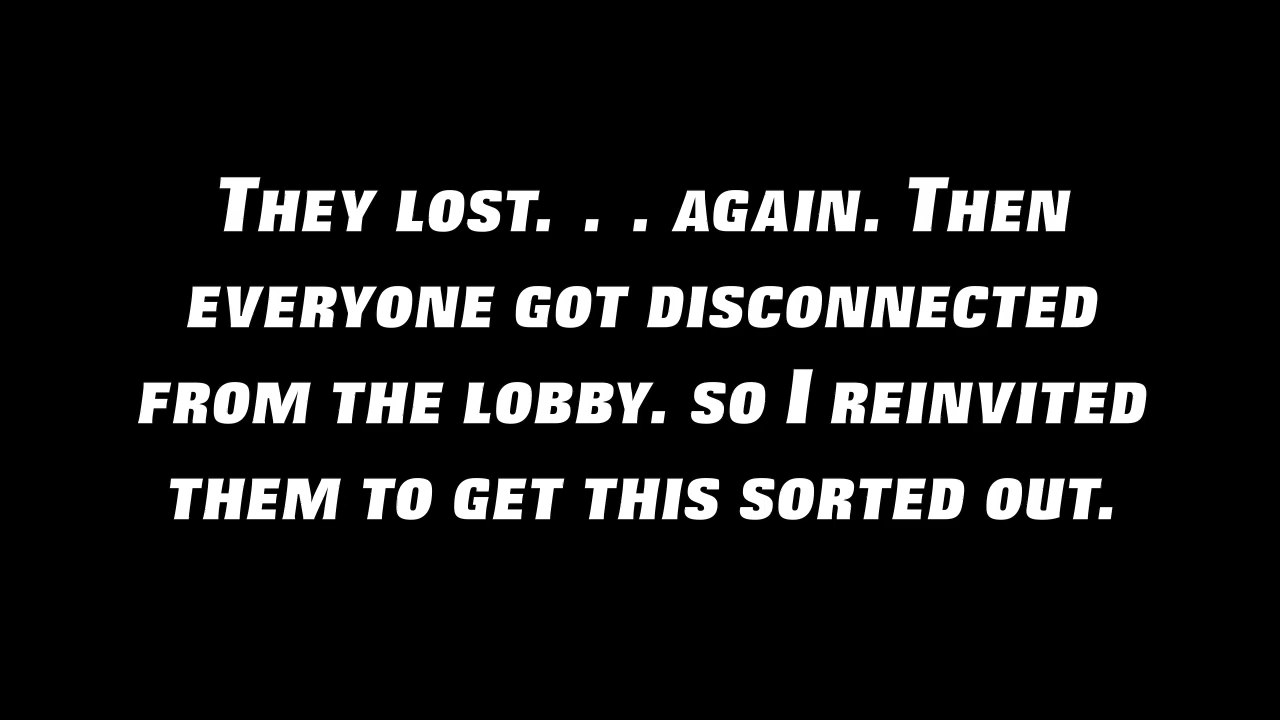 They lost. . . again. Then
everyone got disconnected
from the lobby. so I reinvited
them to get this sorted out.